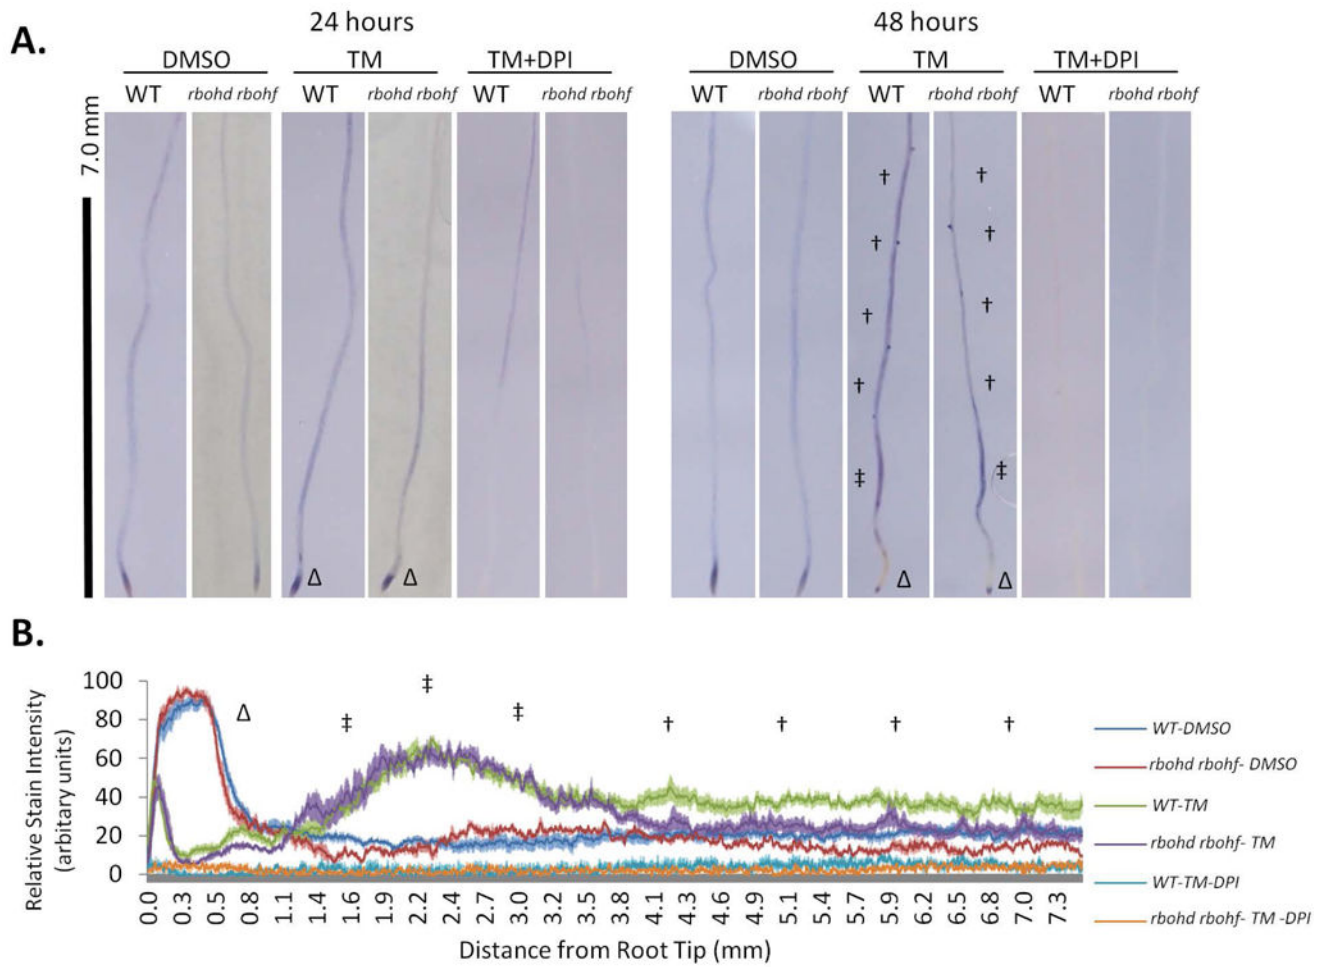 A.
24 hours
48 hours
DMSO TM TM+DPI DMSO TM TM+DPI
WT rbohd rbohf WT rbohd rbohf WT rbohd rbohf WT rbohd rbohf WT rbohd rbohf WT rbohd rbohf
7.0 mm
† †
† †
† †
† †
‡ ‡
Δ Δ Δ Δ
B.
Relative Stain Intensity
(arbitary units)
100
80
60
40
20
0
Δ ‡ ‡ ‡ † † † †
0.0 0.3 0.5 0.8 1.1 1.4 1.6 1.9 2.2 2.4 2.7 3.0 3.3 3.5 3.8 4.1 4.3 4.6 4.9 5.1 5.4 5.7 5.9 6.2 6.5 6.8 7.0 7.3
Distance from Root Tip (mm)
WT-DMSO
rbohd rbohf- DMSO
WT-TM
rbohd rbohf- TM
WT-TM-DPI
rbohd rbohf- TM -DPI